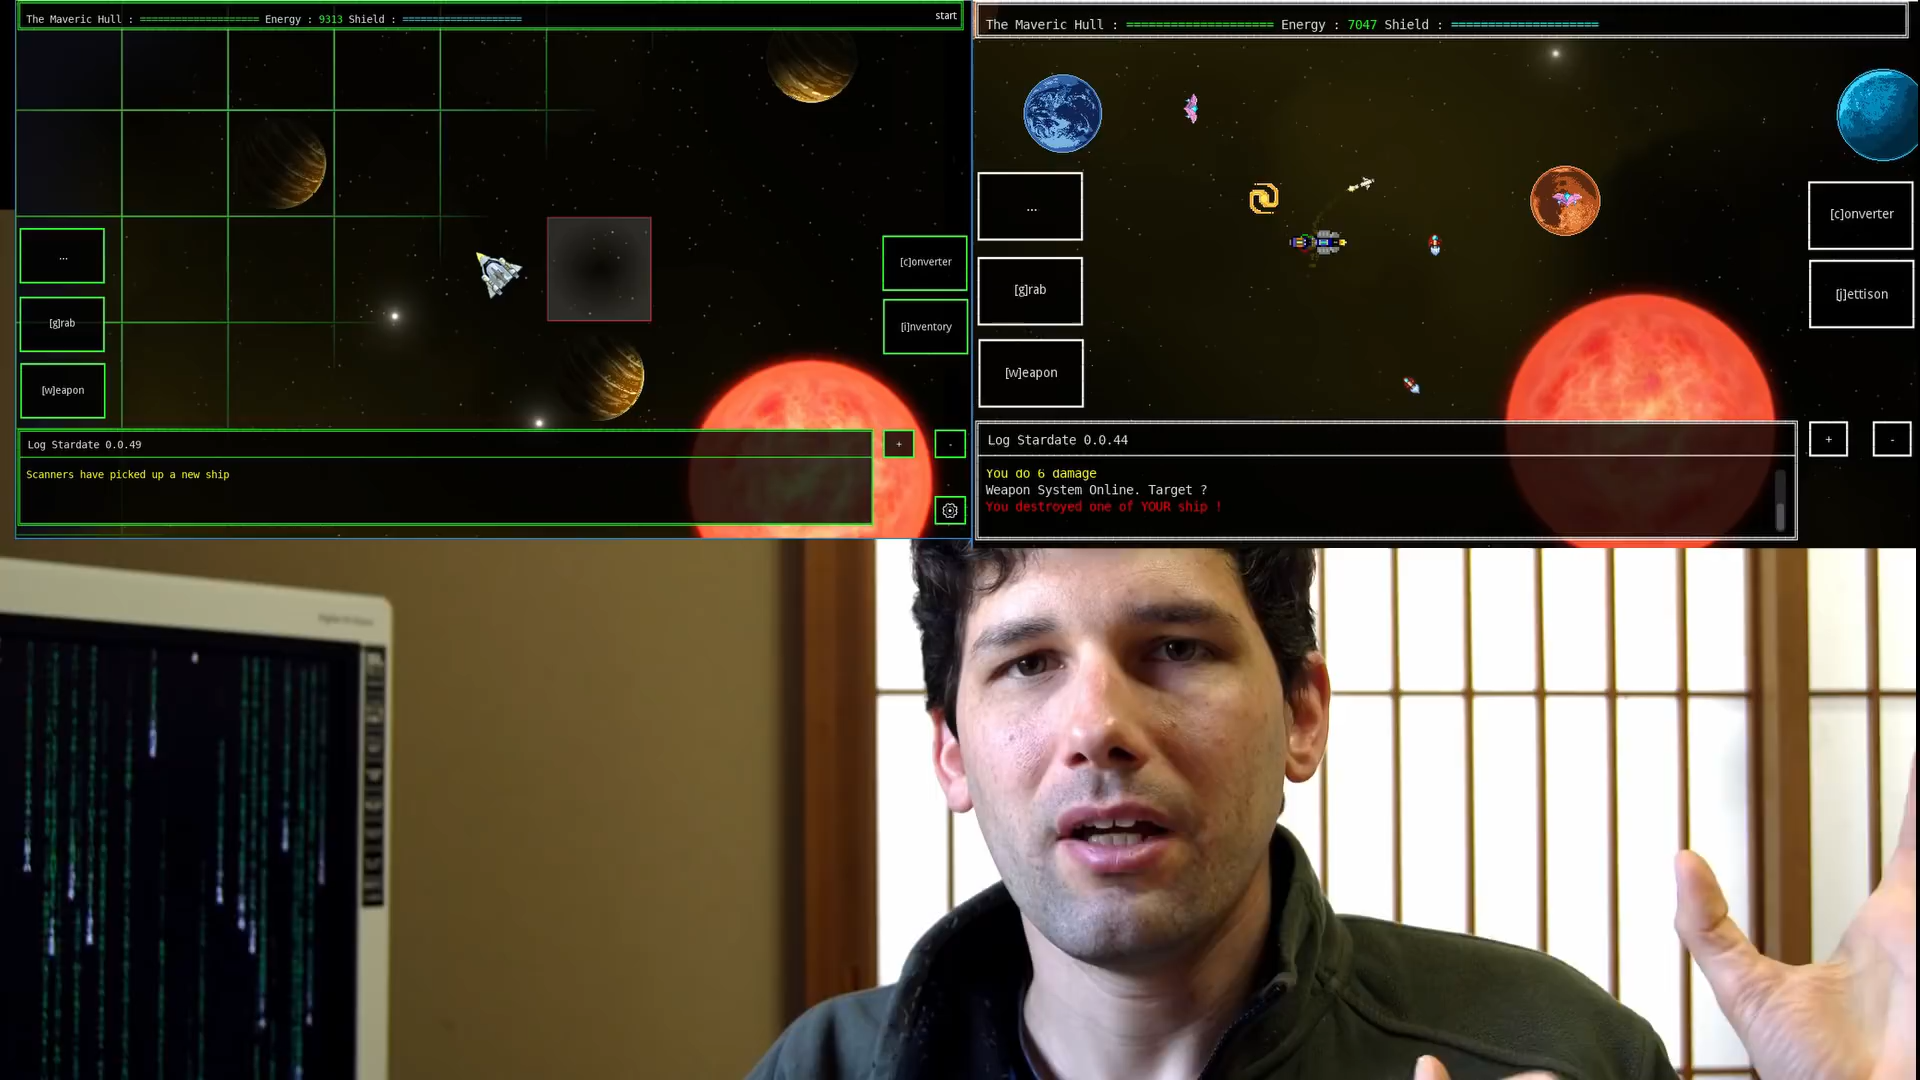 The Maveric Hull : ==================== Energy : 9313 Shield : ====================
start
...
[g]rab
[w]eapon
[c]onverter
[i]nventory
Log Stardate 0.0.49
+
-
Scanners have picked up a new ship
The Maveric Hull : ==================== Energy : 7047 Shield : ====================
...
[g]rab
[w]eapon
[c]onverter
[j]ettison
Log Stardate 0.0.44
+
-
You do 6 damage
Weapon System Online. Target ?
You destroyed one of YOUR ship !